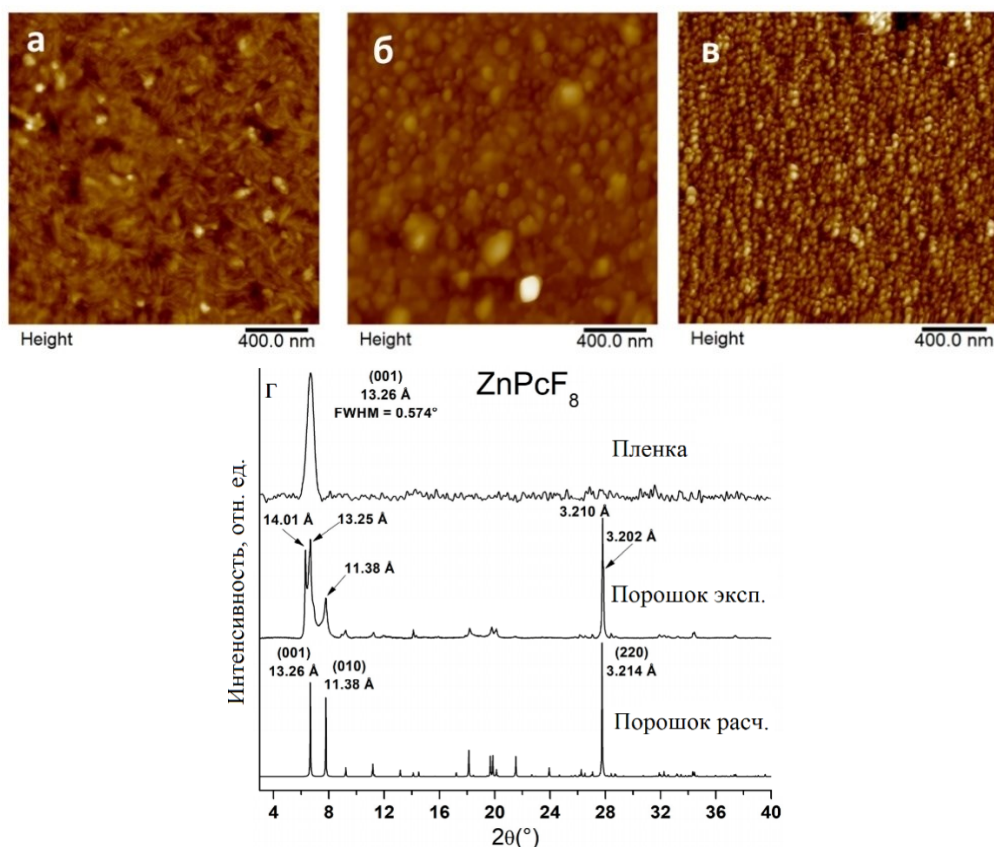 а
б
в
Height
400.0 nm
Height
400.0 nm
Height
400.0 nm
Г
ZnPcF8
(001)
13.26 Å
FWHM = 0.574°
Пленка
14.01 Å
13.25 Å
11.38 Å
3.210 Å
3.202 Å
Порошок эксп.
(001)
13.26 Å
(010)
11.38 Å
(220)
3.214 Å
Порошок расч.
Интенсивность, отн. ед.
4 8 12 16 20 24 28 32 36 40
2θ(°)